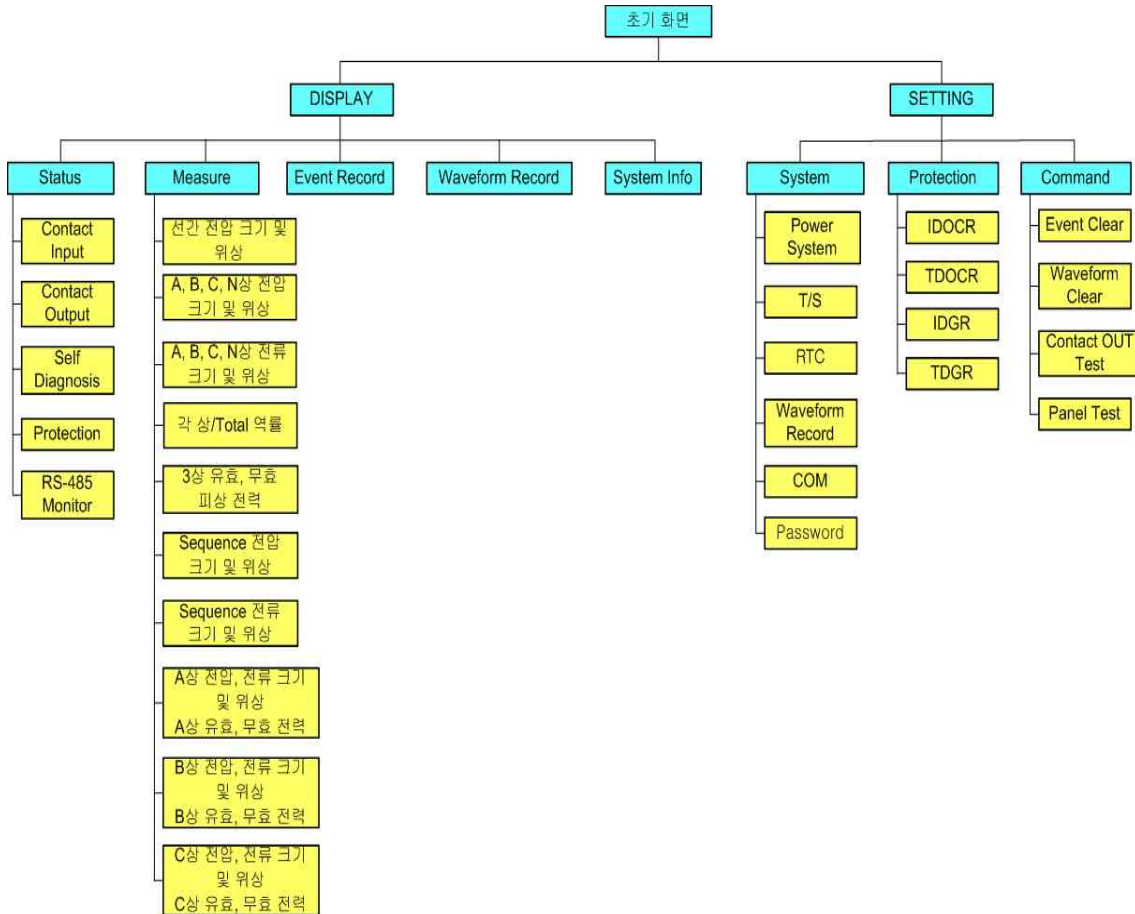 초기 화면
DISPLAY
SETTING
Status
Measure
Event Record
Waveform Record
System Info
System
Protection
Command
Contact
Input
Contact
Output
Self
Diagnosis
Protection
RS-485
Monitor
선간 전압 크기 및
위상
A, B, C, N상 전압
크기 및 위상
A, B, C, N상 전류
크기 및 위상
각 상/Total 역률
3상 유효, 무효
피상 전력
Sequence 전압
크기 및 위상
Sequence 전류
크기 및 위상
A상 전압, 전류 크기
및 위상
A상 유효, 무효 전력
B상 전압, 전류 크기
및 위상
B상 유효, 무효 전력
C상 전압, 전류 크기
및 위상
C상 유효, 무효 전력
Power
System
T/S
RTC
Waveform
Record
COM
Password
IDOCR
TDOCR
IDGR
TDGR
Event Clear
Waveform
Clear
Contact OUT
Test
Panel Test